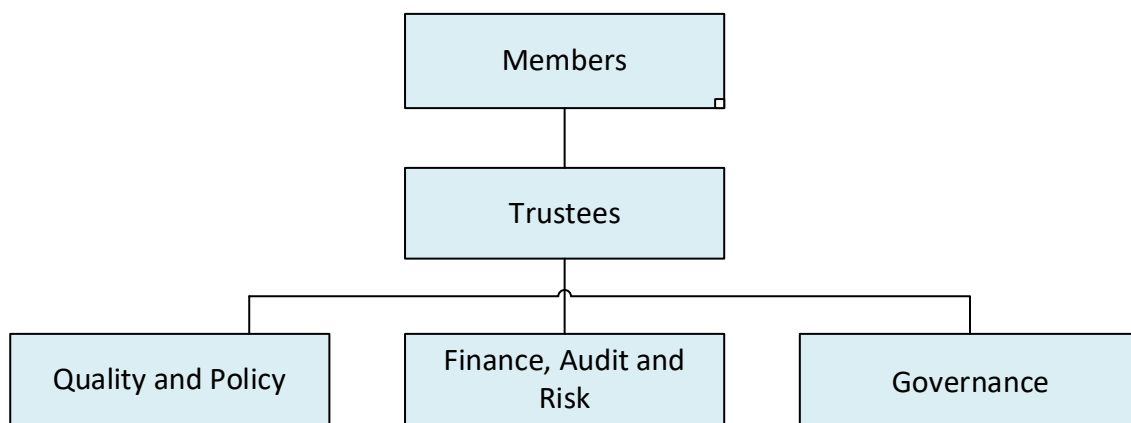 Members
Trustees
Quality and Policy
Finance, Audit and
Risk
Governance